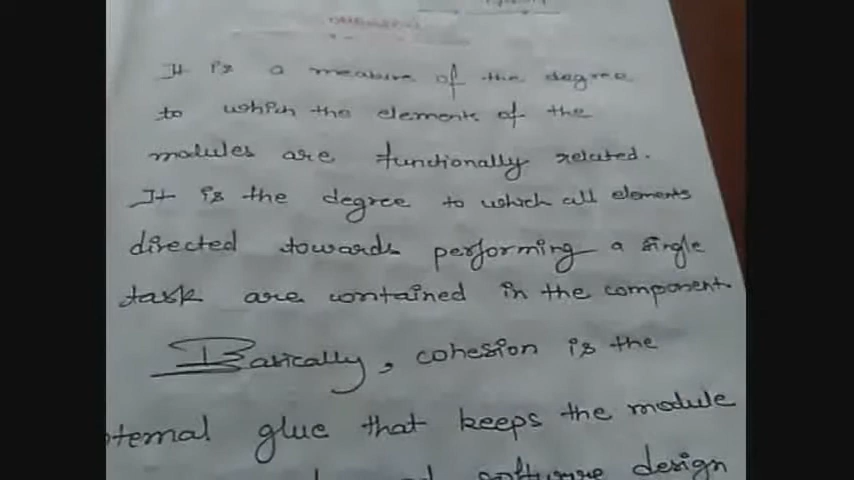 It is a measure of the degree
to which the elements of the
modules are functionally related.
It is the degree to which all elements
directed towards performing a single
task are contained in the component.
Basically, cohesion is the
ternal glue that keeps the module
software design